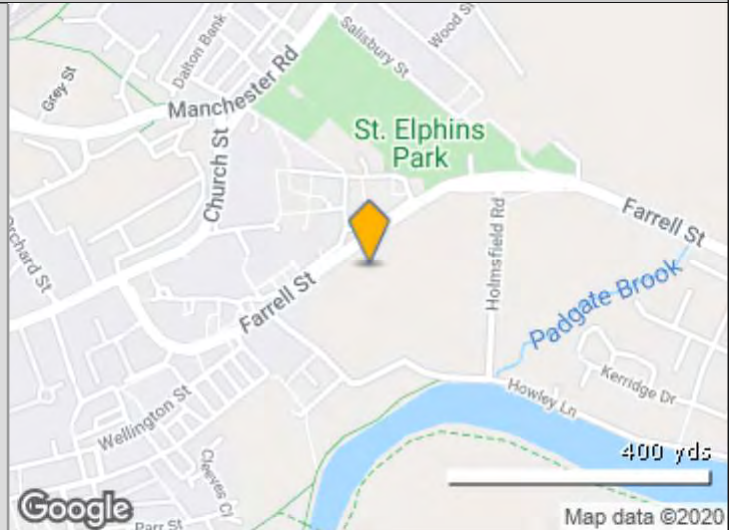 Salisbury St
Wood St
Dalton Bank
Grey St
Manchester Rd
St. Elphins
Park
Church St
Farrell St
Orchard St
Holmsfield Rd
Padgate Brook
Farrell St
Kerridge Dr
Howley Ln
Wellington St
Cleeves Cl
400 yds
Google
Parr St
Map data ©2020